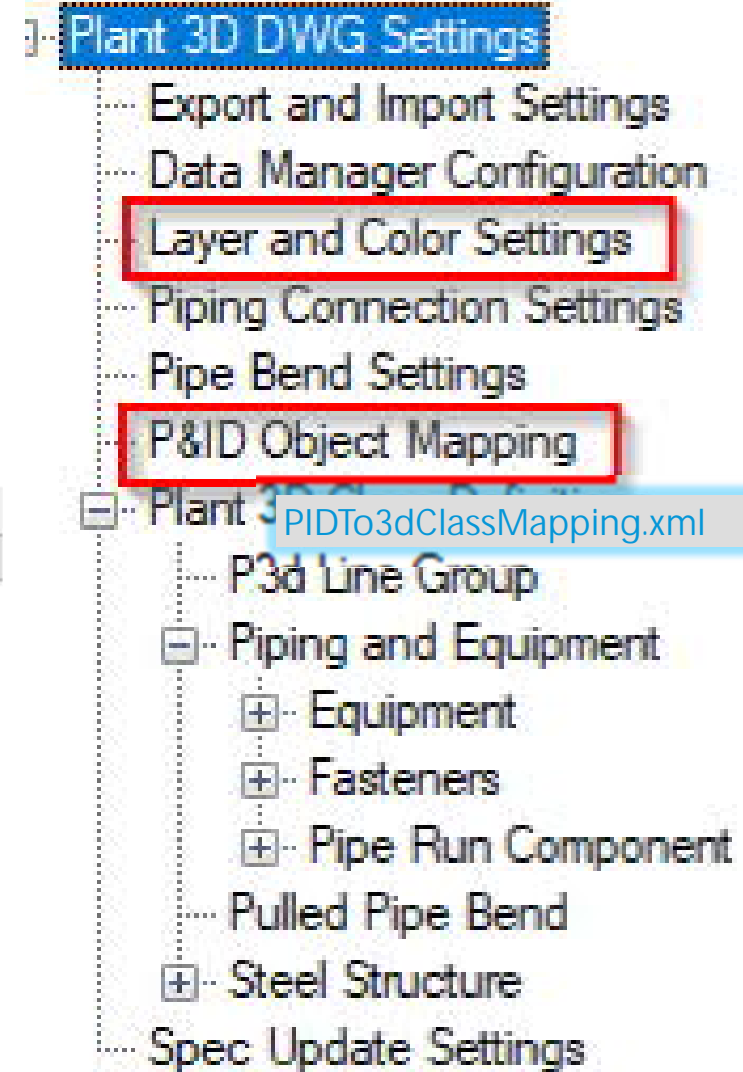 Plant 3D DWG Settings
Export and Import Settings
Data Manager Configuration
Layer and Color Settings
Piping Connection Settings
Pipe Bend Settings
P&ID Object Mapping
Plant
PIDTo3dClassMapping.xml
P3d Line Group
Piping and Equipment
Equipment
Fasteners
Pipe Run Component
Pulled Pipe Bend
Steel Structure
Spec Update Settings